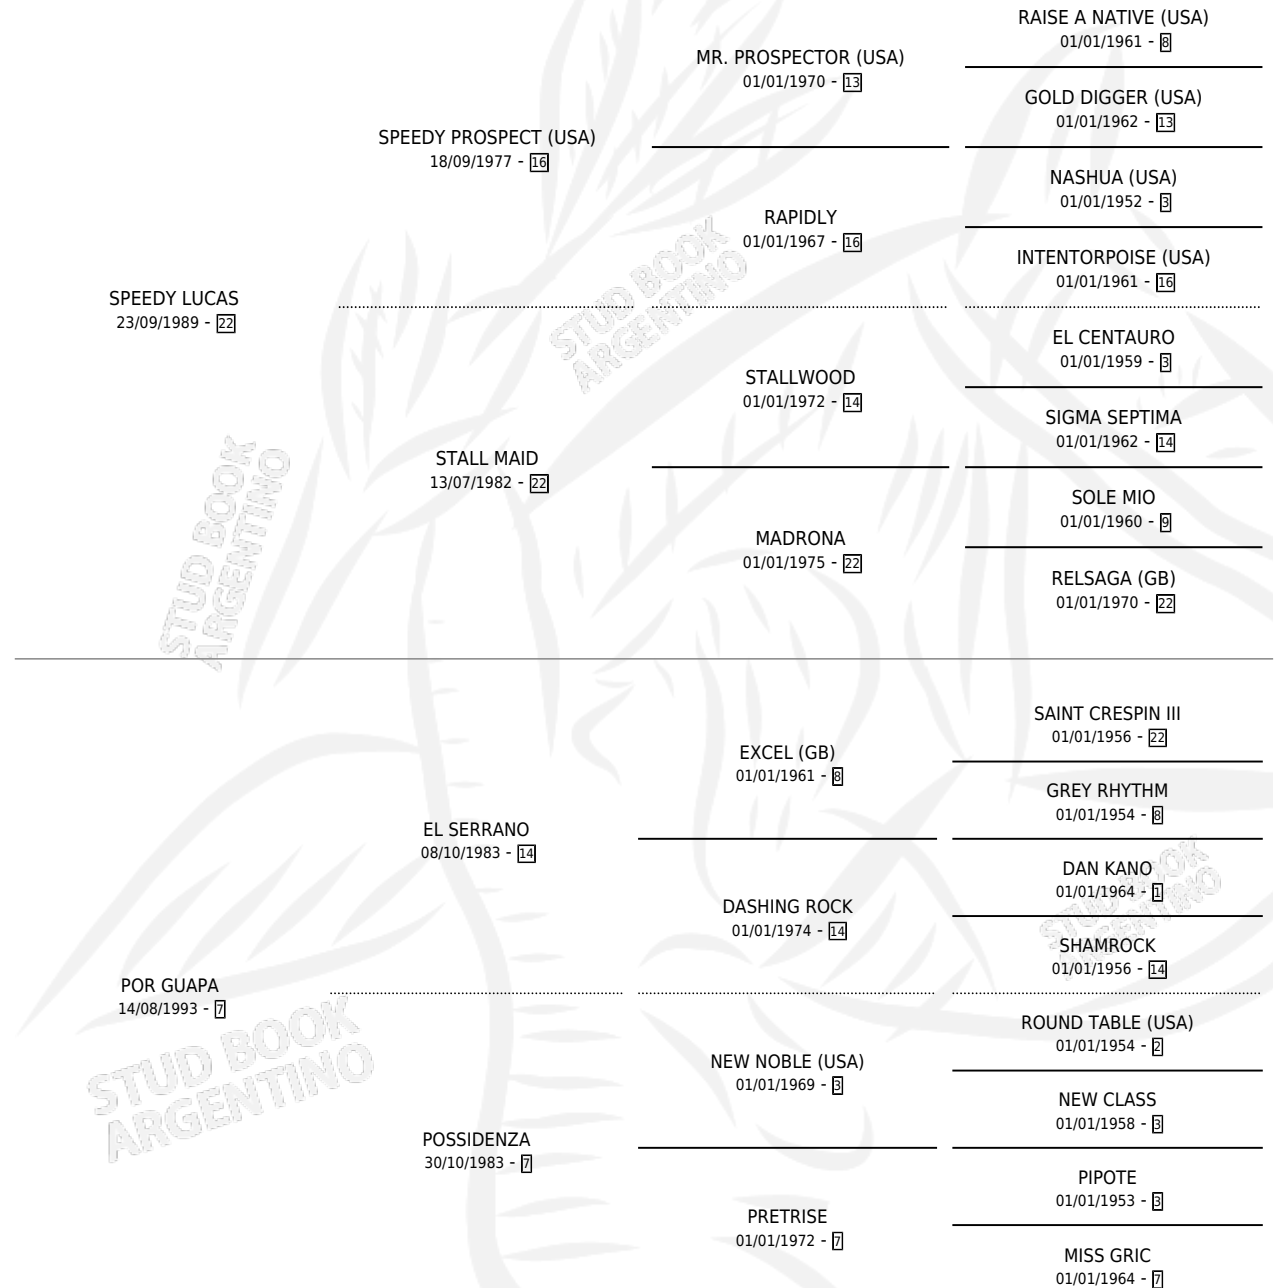 RAISE A NATIVE (USA)
01/01/1961 - 8
MR. PROSPECTOR (USA)
01/01/1970 - 13
GOLD DIGGER (USA)
01/01/1962 - 13
SPEEDY PROSPECT (USA)
18/09/1977 - 16
NASHUA (USA)
01/01/1952 - 3
RAPIDLY
01/01/1967 - 16
INTENTORPOISE (USA)
01/01/1961 - 16
SPEEDY LUCAS
23/09/1989 - 22
STUD BOOK
ARGENTINO
EL CENTAURO
01/01/1959 - 3
STALLWOOD
01/01/1972 - 14
SIGMA SEPTIMA
01/01/1962 - 14
STALL MAID
13/07/1982 - 22
SOLE MIO
01/01/1960 - 9
MADRONA
01/01/1975 - 22
RELSAGA (GB)
01/01/1970 - 22
STUD BOOK
ARGENTINO
SAINT CRESPIN III
01/01/1956 - 22
EXCEL (GB)
01/01/1961 - 8
GREY RHYTHM
01/01/1954 - 8
EL SERRANO
08/10/1983 - 14
DAN KANO
01/01/1964 - 1
DASHING ROCK
01/01/1974 - 14
SHAMROCK
01/01/1956 - 14
STUD BOOK
ARGENTINO
POR GUAPA
14/08/1993 - 7
ROUND TABLE (USA)
01/01/1954 - 2
NEW NOBLE (USA)
01/01/1969 - 3
NEW CLASS
01/01/1958 - 3
STUD BOOK
ARGENTINO
POSSIDENZA
30/10/1983 - 7
PIPOTE
01/01/1953 - 3
PRETRISE
01/01/1972 - 7
MISS GRIC
01/01/1964 - 7